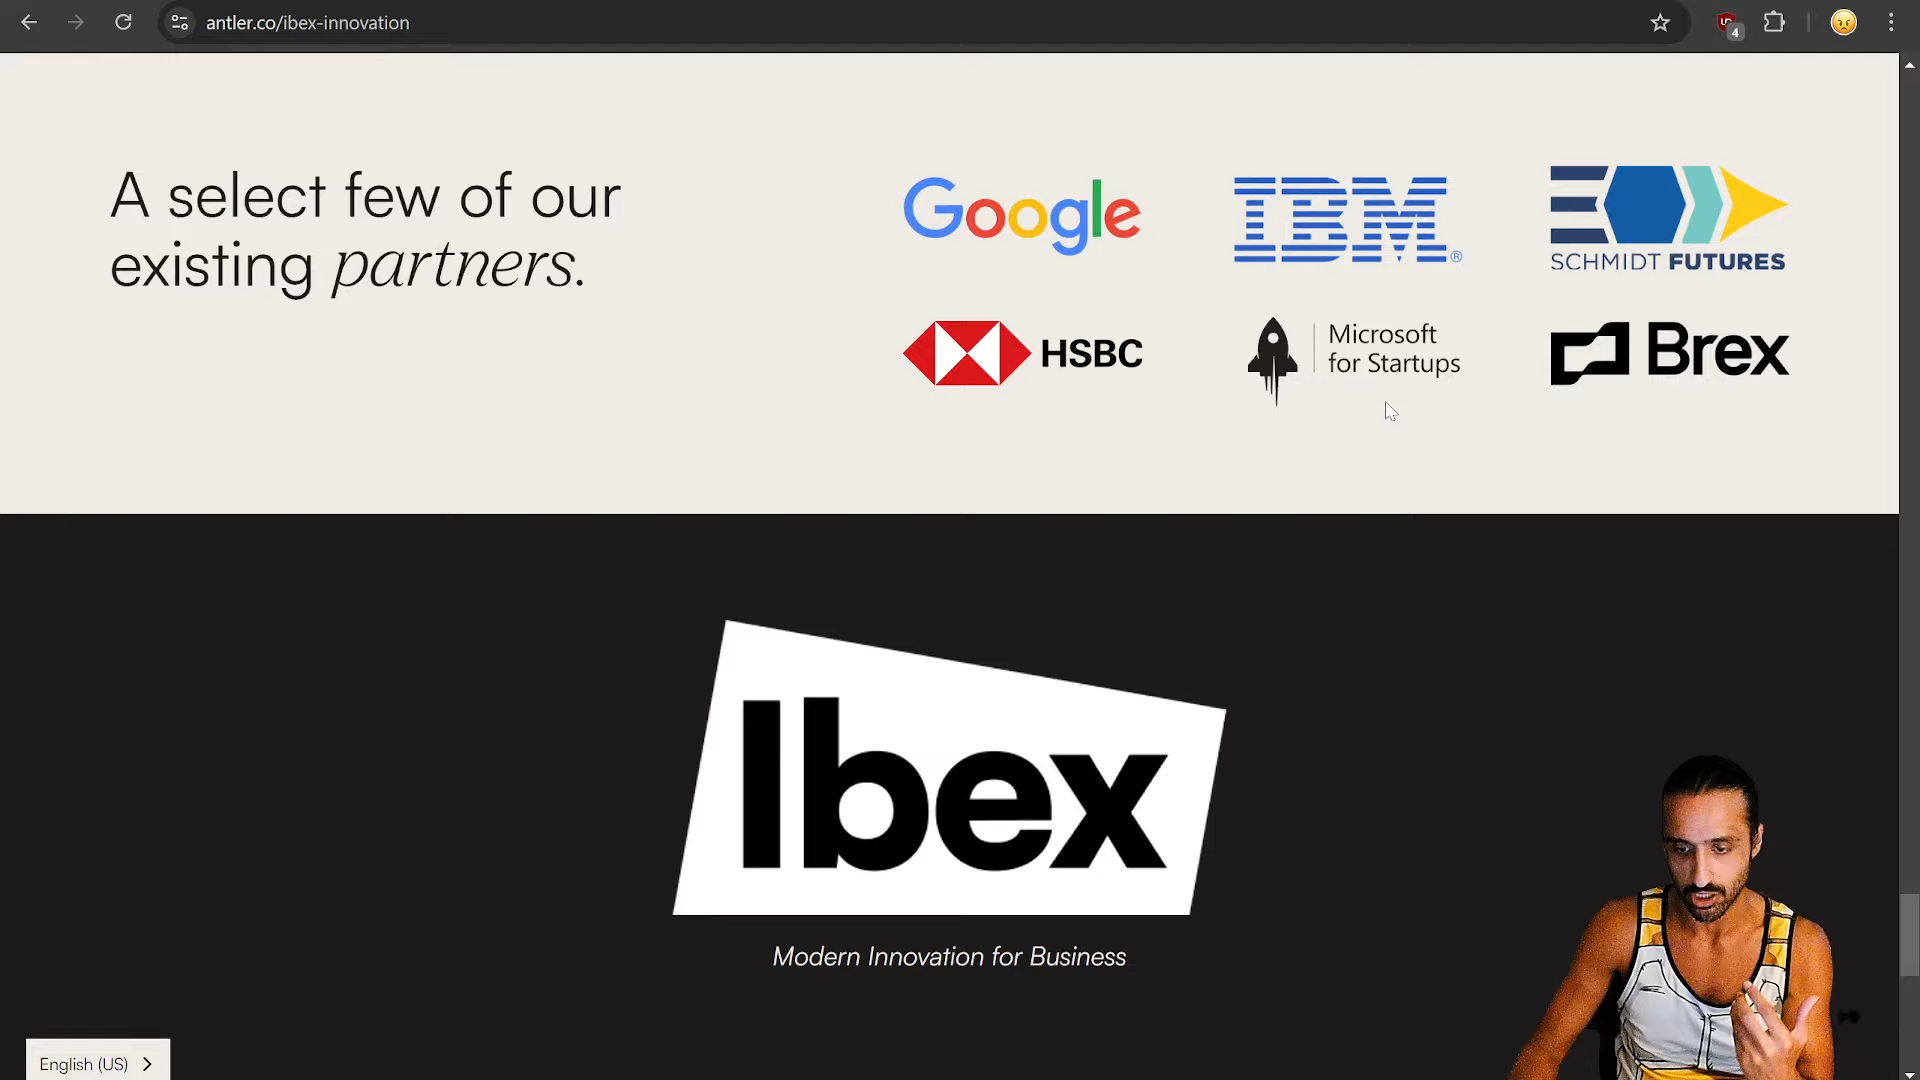 antler.co/ibex-innovation
4
A select few of our
existing partners.
Google
IBM®
SCHMIDT FUTURES
HSBC
Microsoft
for Startups
Brex
Ibex
Modern Innovation for Business
English (US)